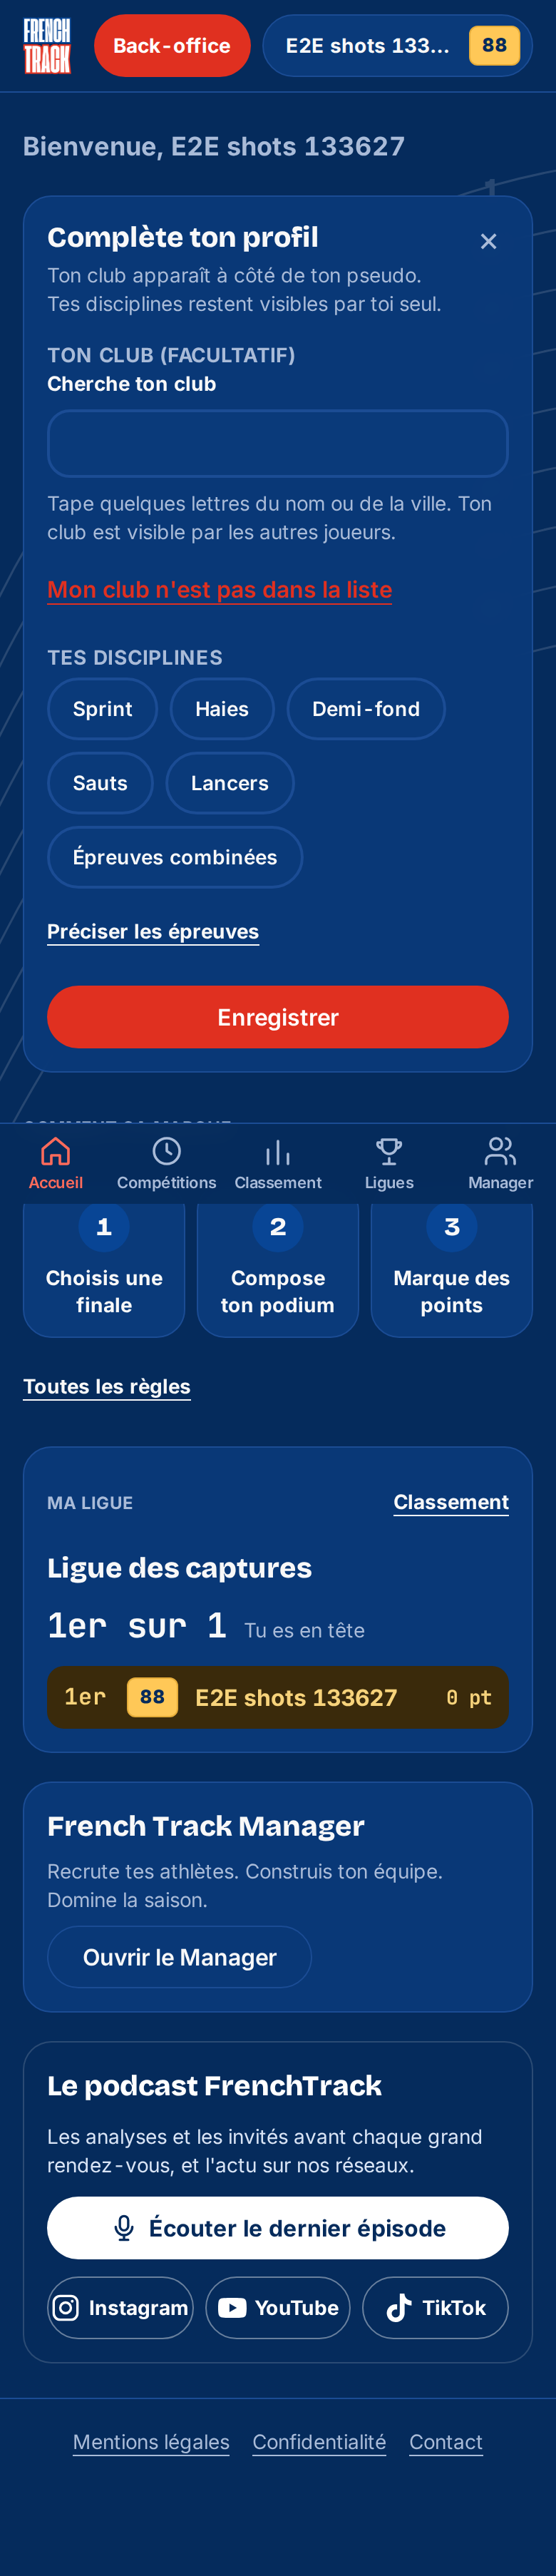 FRENCH
TRACK
Back-office
E2E shots 133...
88
Bienvenue, E2E shots 133627
1
Complète ton profil
Ton club apparaît à côté de ton pseudo.
Tes disciplines restent visibles par toi seul.
TON CLUB (FACULTATIF)
Cherche ton club
Tape quelques lettres du nom ou de la ville. Ton
club est visible par les autres joueurs.
Mon club n'est pas dans la liste
TES DISCIPLINES
Sprint
Haies
Demi-fond
Sauts
Lancers
Épreuves combinées
Préciser les épreuves
Enregistrer
Accueil
Compétitions
Classement
Ligues
Manager
1
2
3
Choisis une
finale
Compose
ton podium
Marque des
points
Toutes les règles
MA LIGUE
Classement
Ligue des captures
1er sur 1 Tu es en tête
1er 88 E2E shots 133627 0 pt
French Track Manager
Recrute tes athlètes. Construis ton équipe.
Domine la saison.
Ouvrir le Manager
Le podcast FrenchTrack
Les analyses et les invités avant chaque grand
rendez-vous, et l'actu sur nos réseaux.
Écouter le dernier épisode
Instagram
YouTube
TikTok
Mentions légales
Confidentialité
Contact